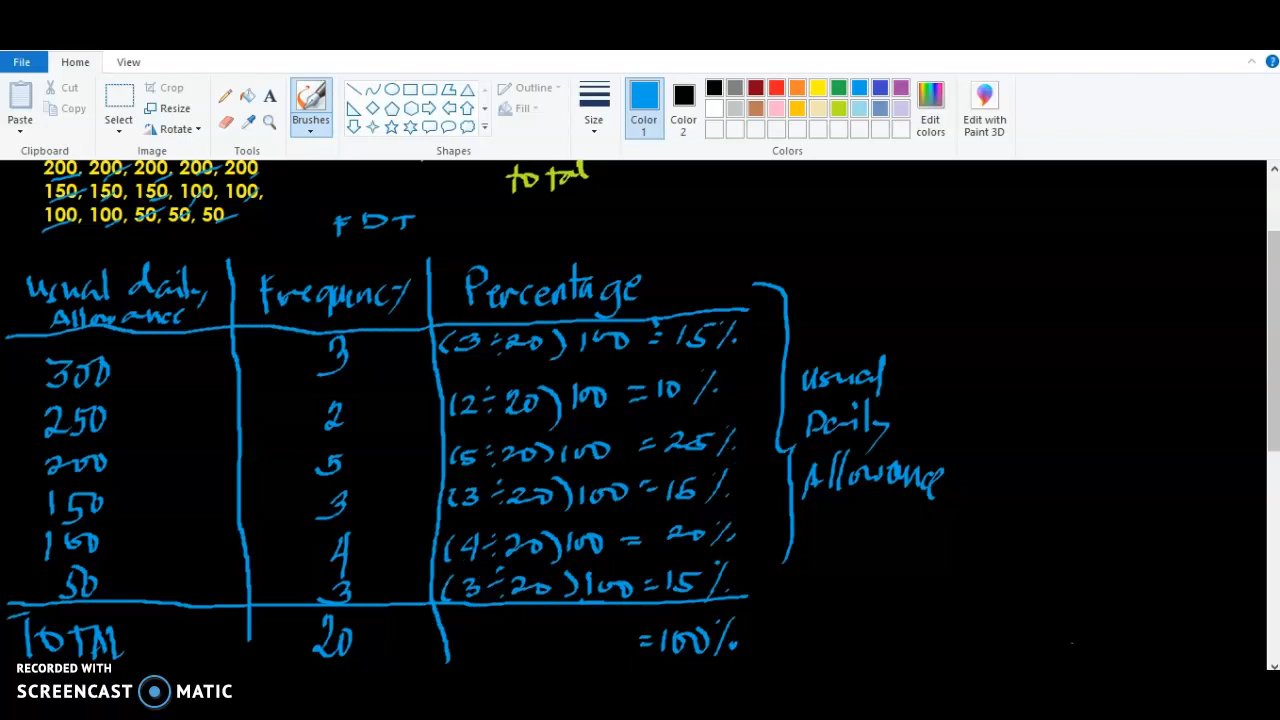 File Home View
Paste Cut Copy Clipboard
Select Crop Resize Rotate Image
A Tools
Brushes
Outline Fill Shapes
Size
Color 1 Color 2 Edit colors Edit with Paint 3D Colors
200, 200, 200, 200, 200
150, 150, 150, 100, 100,
100, 100, 50, 50, 50
total
FDT
Usual daily Allowance Frequency Percentage
300 3 (3÷20)100 = 15%
250 2 (2÷20)100 = 10%
200 5 (5÷20)100 = 25%
150 3 (3÷20)100 = 15%
100 4 (4÷20)100 = 20%
50 3 (3÷20)100 = 15%
TOTAL 20 =100%
Usual
Daily
Allowance
RECORDED WITH
SCREENCAST MATIC